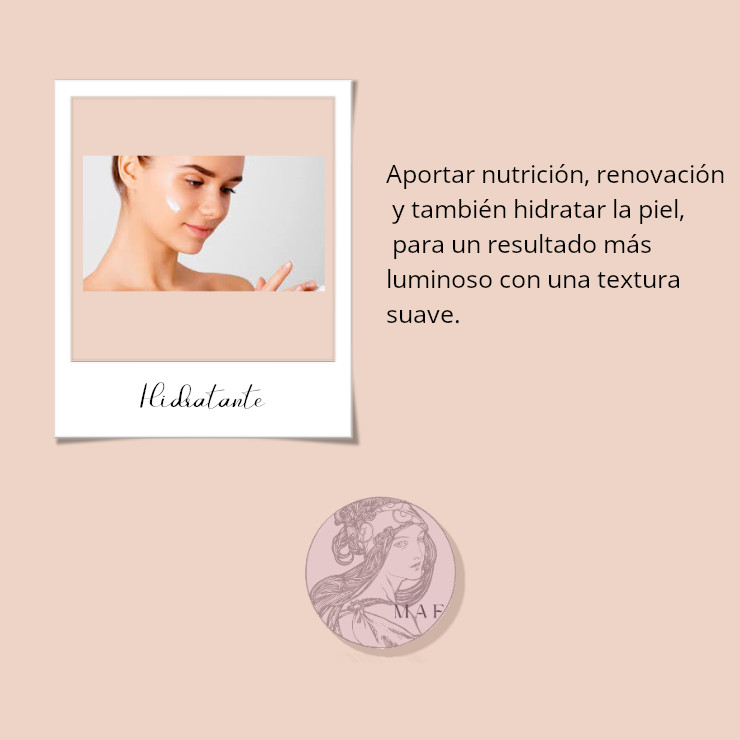 Aportar nutrición, renovación
y también hidratar la piel,
para un resultado más
luminoso con una textura
suave.
Hidratante
MAF